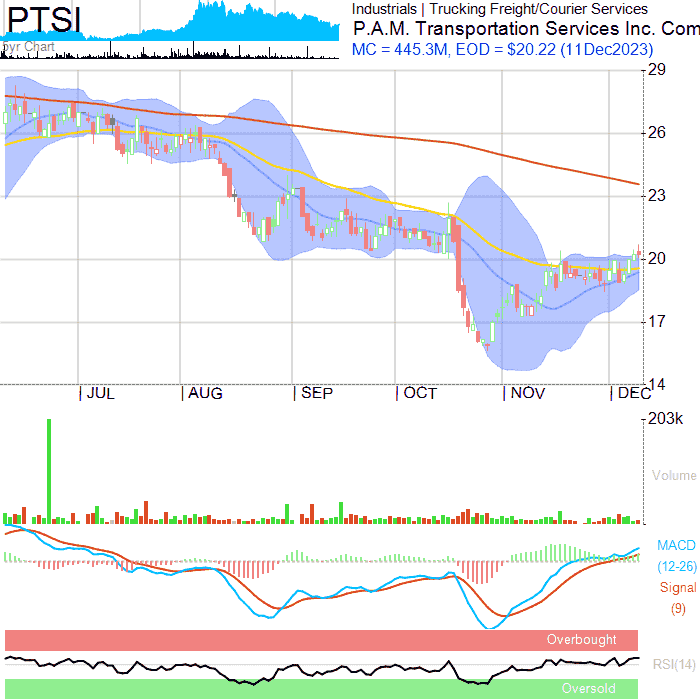 PTSI
5yr Chart
Industrials | Trucking Freight/Courier Services
P.A.M. Transportation Services Inc. Com
MC = 445.3M, EOD = $20.22 (11Dec2023)
29
26
23
20
17
14
JUL AUG SEP OCT NOV DEC
203k
Volume
MACD
(12-26)
Signal
(9)
Overbought
RSI(14)
Oversold